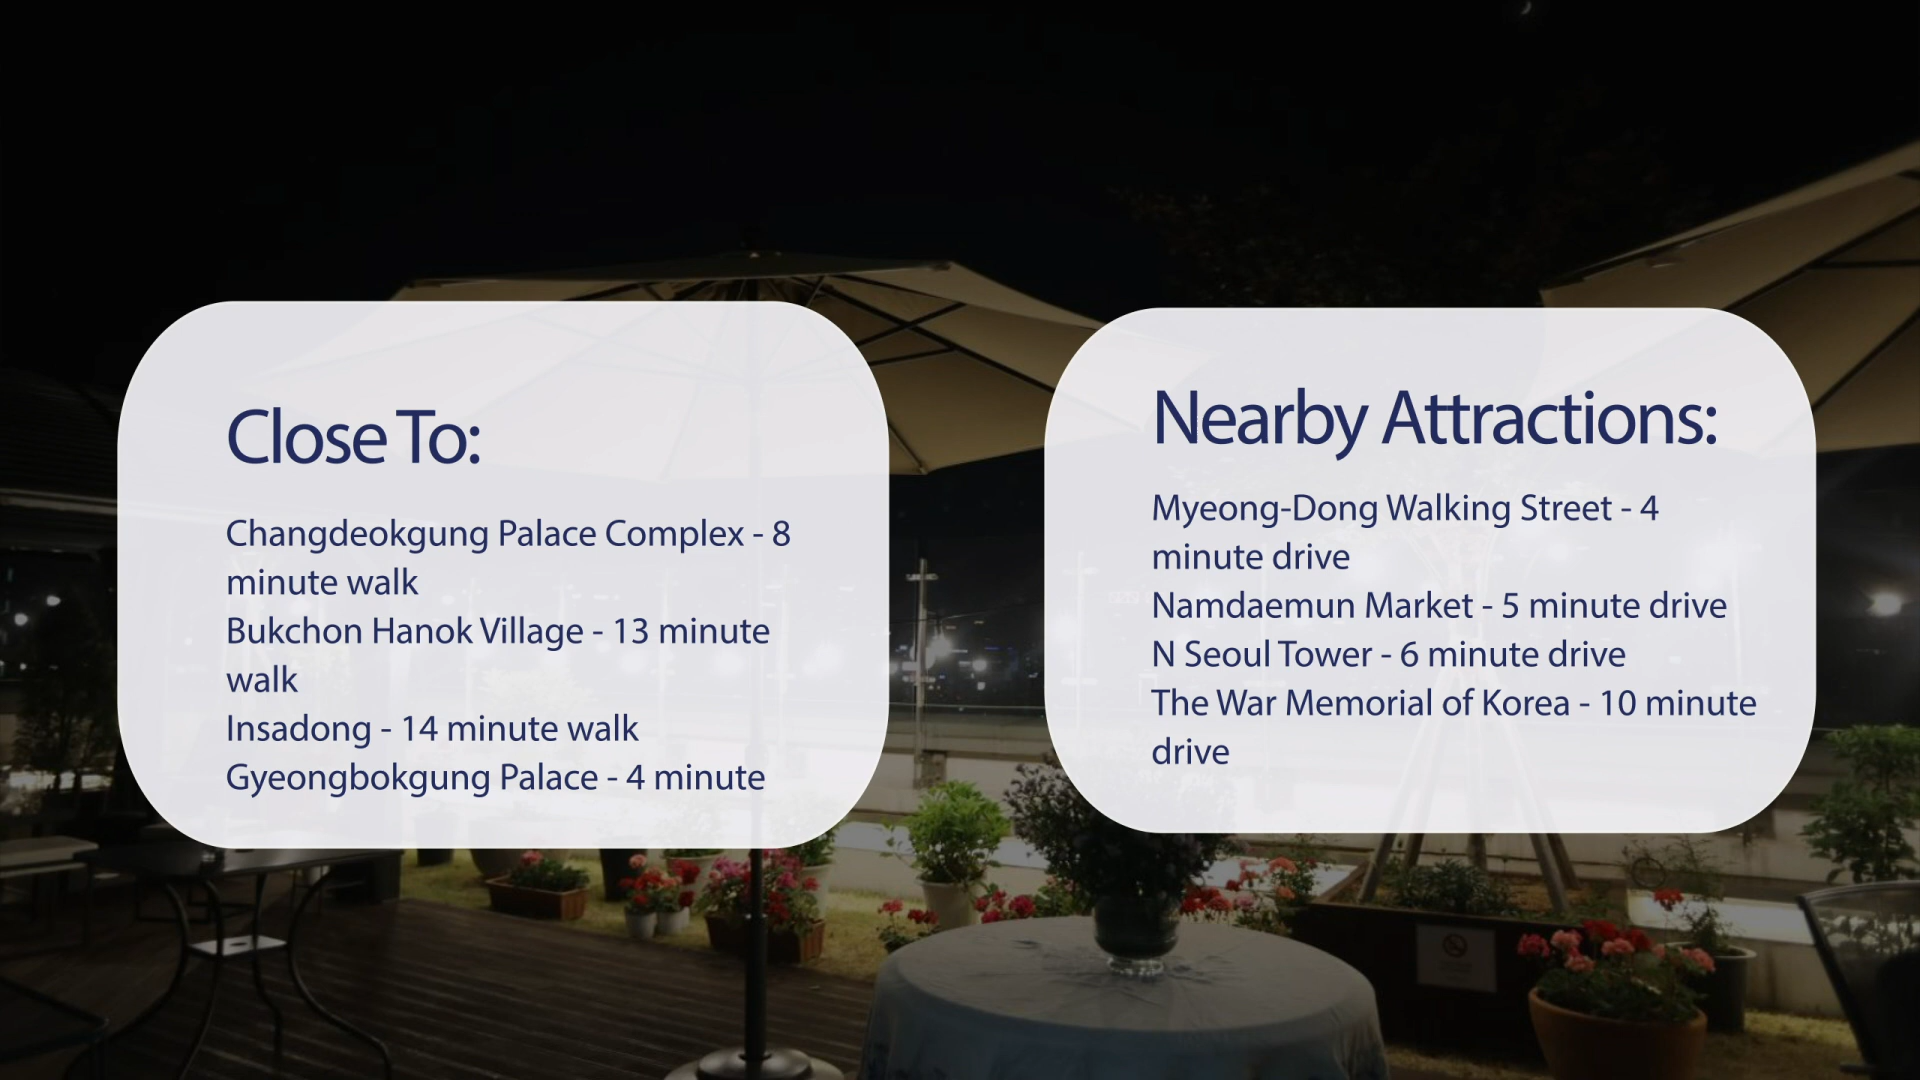 Close To:
Changdeokgung Palace Complex - 8
minute walk
Bukchon Hanok Village - 13 minute
walk
Insadong - 14 minute walk
Gyeongbokgung Palace - 4 minute
Nearby Attractions:
Myeong-Dong Walking Street - 4
minute drive
Namdaemun Market - 5 minute drive
N Seoul Tower - 6 minute drive
The War Memorial of Korea - 10 minute
drive